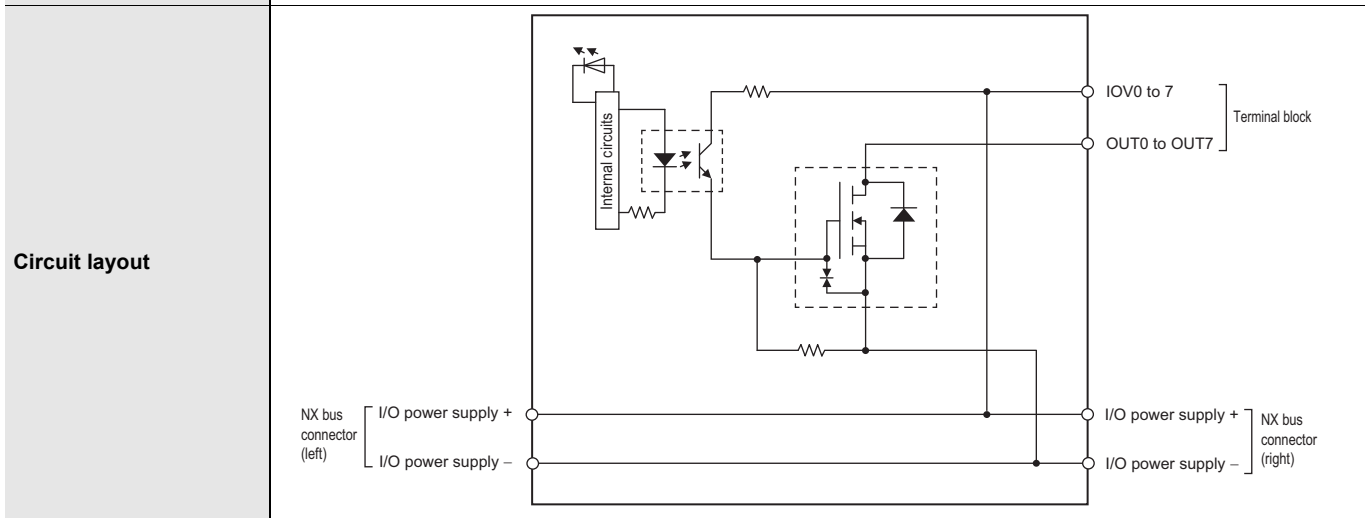 Circuit layout
Internal circuits
IOV0 to 7
OUT0 to OUT7
Terminal block
NX bus
connector
(left)
I/O power supply +
I/O power supply −
I/O power supply +
I/O power supply −
NX bus
connector
(right)